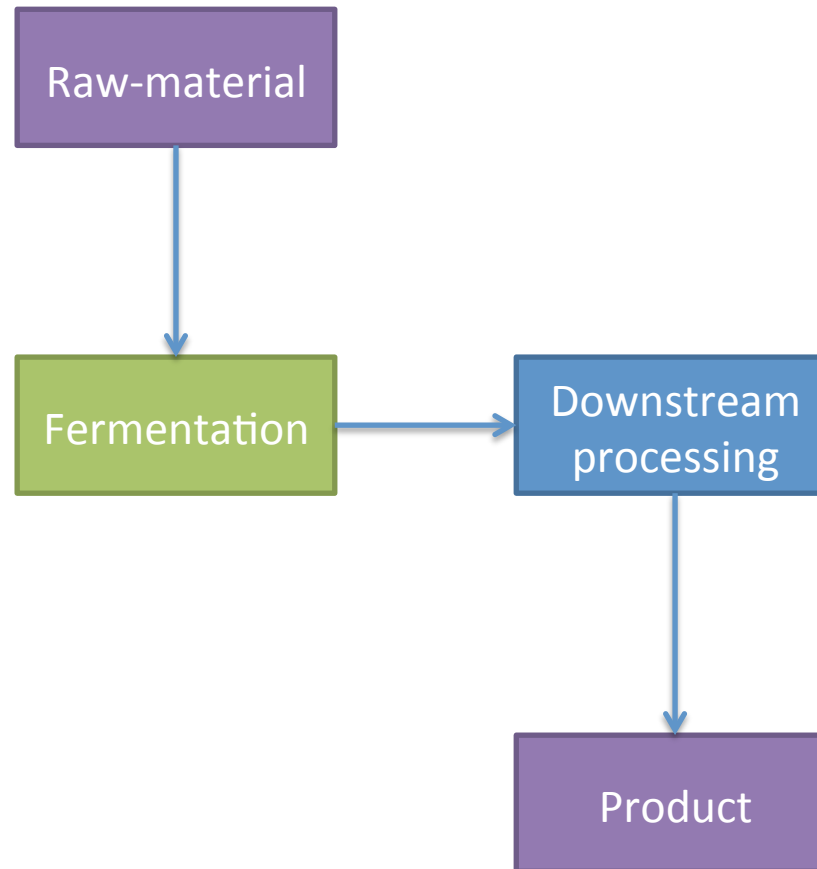 Raw-material
Fermentation
Downstream
processing
Product